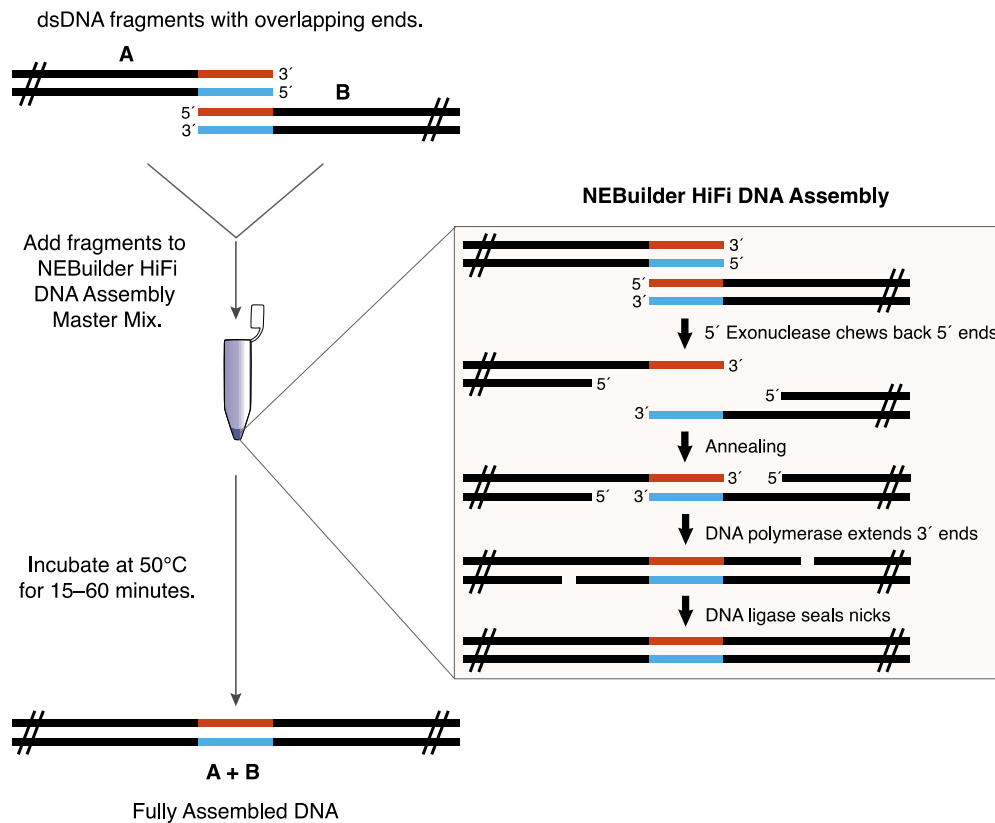 dsDNA fragments with overlapping ends.
A
3´
5´
B
5´
3´
Add fragments to
NEBuilder HiFi
DNA Assembly
Master Mix.
Incubate at 50°C
for 15–60 minutes.
A + B
Fully Assembled DNA
NEBuilder HiFi DNA Assembly
3´
5´
5´
3´
5´ Exonuclease chews back 5´ ends
3´
5´
5´
3´
Annealing
3´ 5´
5´ 3´
DNA polymerase extends 3´ ends
DNA ligase seals nicks